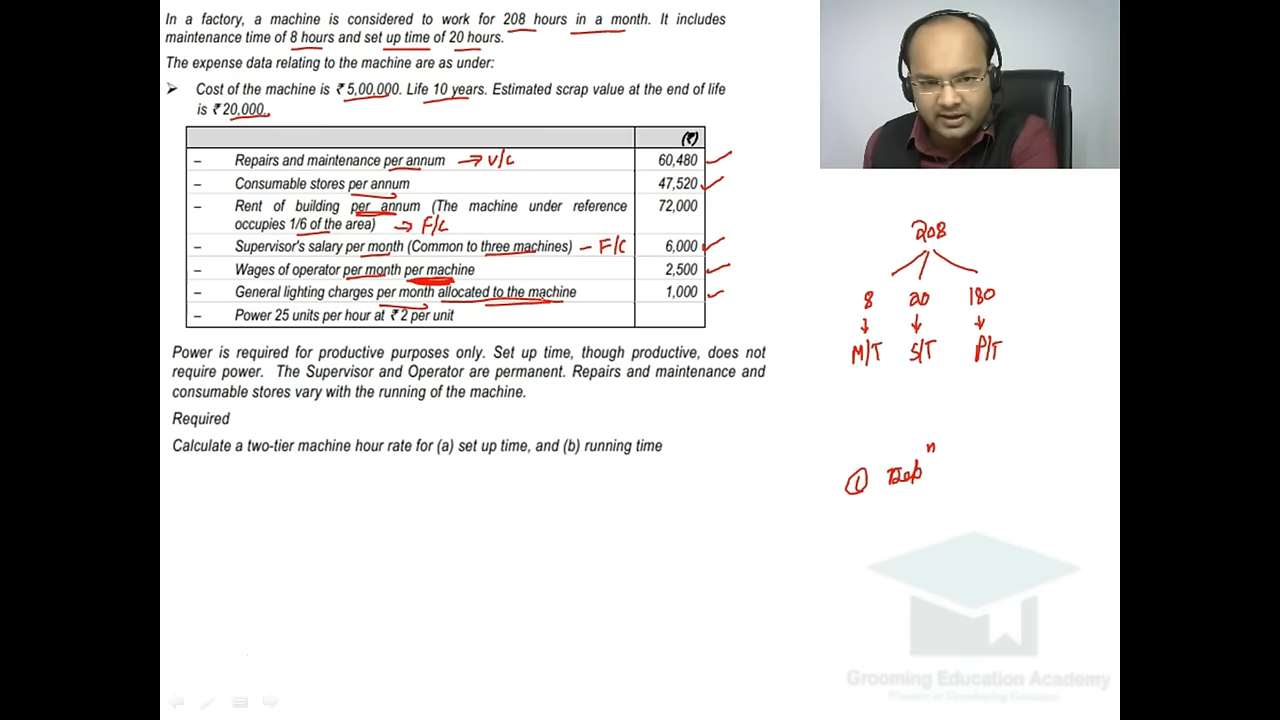 In a factory, a machine is considered to work for 208 hours in a month. It includes
maintenance time of 8 hours and set up time of 20 hours.
The expense data relating to the machine are as under:
➤ Cost of the machine is ₹ 5,00,000. Life 10 years. Estimated scrap value at the end of life
is ₹ 20,000.
(₹)
– Repairs and maintenance per annum → V/C 60,480
– Consumable stores per annum 47,520
– Rent of building per annum (The machine under reference 72,000
occupies 1/6 of the area) → F/C
– Supervisor's salary per month (Common to three machines) – F/C 6,000
– Wages of operator per month per machine 2,500
– General lighting charges per month allocated to the machine 1,000
– Power 25 units per hour at ₹ 2 per unit
Power is required for productive purposes only. Set up time, though productive, does not
require power. The Supervisor and Operator are permanent. Repairs and maintenance and
consumable stores vary with the running of the machine.
Required
Calculate a two-tier machine hour rate for (a) set up time, and (b) running time
208
8 20 180
M/T S/T P/T
① Depⁿ
Grooming Education Academy